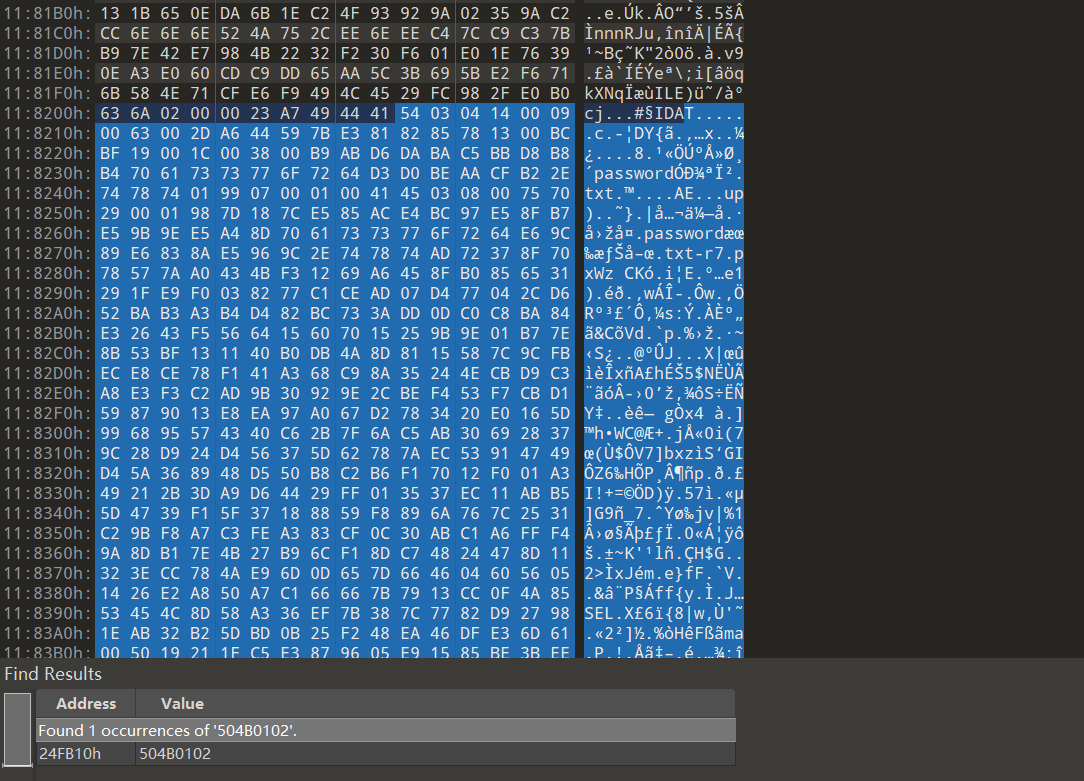 11:81B0h: 13 1B 65 0E DA 6B 1E C2 4F 93 92 9A 02 35 9A C2 ..e.Úk.ÂO“’š.5šÂ
11:81C0h: CC 6E 6E 6E 52 4A 75 2C EE 6E EE C4 7C C9 C3 7B ÌnnnRJu,înîÄ|ÉÃ{
11:81D0h: B9 7E 42 E7 98 4B 22 32 F2 30 F6 01 E0 1E 76 39 ¹~Bç˜K"2ò0ö.à.v9
11:81E0h: 0E A3 E0 60 CD C9 DD 65 AA 5C 3B 69 5B E2 F6 71 .£à`ÍÉÝeª\;i[âöq
11:81F0h: 6B 58 4E 71 CF E6 F9 49 4C 45 29 FC 98 2F E0 B0 kXNqÏæùILE)ü˜/à°
11:8200h: 63 6A 02 00 00 23 A7 49 44 41 54 03 04 14 00 09 cj...#§IDAT.....
11:8210h: 00 63 00 2D A6 44 59 7B E3 81 82 85 78 13 00 BC .c.-¦DY{ã.‚…x..¼
11:8220h: BF 19 00 1C 00 38 00 B9 AB D6 DA BA C5 BB D8 B8 ¿....8.¹«ÖÚºÅ»Ø¸
11:8230h: B4 70 61 73 73 77 6F 72 64 D3 D0 BE AA CF B2 2E ´passwordÓÐ¾ªÏ².
11:8240h: 74 78 74 01 99 07 00 01 00 41 45 03 08 00 75 70 txt.™....AE...up
11:8250h: 29 00 01 98 7D 18 7C E5 85 AC E4 BC 97 E5 8F B7 )..˜}.|å…¬ä¼—å.·
11:8260h: E5 9B 9E E5 A4 8D 70 61 73 73 77 6F 72 64 E6 9C å›žå¤.passwordæœ
11:8270h: 89 E6 83 8A E5 96 9C 2E 74 78 74 AD 72 37 8F 70 ‰æƒŠå–œ.txt-r7.p
11:8280h: 78 57 7A A0 43 4B F3 12 69 A6 45 8F B0 85 65 31 xWz CKó.i¦E.°…e1
11:8290h: 29 1F E9 F0 03 82 77 C1 CE AD 07 D4 77 04 2C D6 ).éð.‚wÁÎ-.Ôw.,Ö
11:82A0h: 52 BA B3 A3 B4 D4 82 BC 73 3A DD 0D C0 C8 BA 84 Rº³£´Ô‚¼s:Ý.ÀÈº„
11:82B0h: E3 26 43 F5 56 64 15 60 70 15 25 9B 9E 01 B7 7E ã&CõVd.`p.%›ž.·~
11:82C0h: 8B 53 BF 13 11 40 B0 DB 4A 8D 81 15 58 7C 9C FB ‹S¿..@°ÛJ...X|œû
11:82D0h: EC E8 CE 78 F1 41 A3 68 C9 8A 35 24 4E CB D9 C3 ìèÎxñA£hÉŠ5$NËÙÃ
11:82E0h: A8 E3 F3 C2 AD 9B 30 92 9E 2C BE F4 53 F7 CB D1 ¨ãóÂ-›0’ž,¾ôS÷ËÑ
11:82F0h: 59 87 90 13 E8 EA 97 A0 67 D2 78 34 20 E0 16 5D Y‡..èê— gÒx4 à.]
11:8300h: 99 68 95 57 43 40 C6 2B 7F 6A C5 AB 30 69 28 37 ™h•WC@Æ+.jÅ«0i(7
11:8310h: 9C 28 D9 24 D4 56 37 5D 62 78 7A EC 53 91 47 49 œ(Ù$ÔV7]bxzìS‘GI
11:8320h: D4 5A 36 89 48 D5 50 B8 C2 B6 F1 70 12 F0 01 A3 ÔZ6‰HÕP¸Â¶ñp.ð.£
11:8330h: 49 21 2B 3D A9 D6 44 29 FF 01 35 37 EC 11 AB B5 I!+=©ÖD)ÿ.57ì.«µ
11:8340h: 5D 47 39 F1 5F 37 18 88 59 F8 89 6A 76 7C 25 31 ]G9ñ_7.ˆYø‰jv|%1
11:8350h: C2 9B F8 A7 C3 FE A3 83 CF 0C 30 AB C1 A6 FF F4 Â›ø§Ãþ£ƒÏ.0«Á¦ÿô
11:8360h: 9A 8D B1 7E 4B 27 B9 6C F1 8D C7 48 24 47 8D 11 š.±~K'¹lñ.ÇH$G..
11:8370h: 32 3E CC 78 4A E9 6D 0D 65 7D 66 46 04 60 56 05 2>ÌxJém.e}fF.`V.
11:8380h: 14 26 E2 A8 50 A7 C1 66 66 7B 79 13 CC 0F 4A 85 .&â¨P§Áff{y.Ì.J…
11:8390h: 53 45 4C 8D 58 A3 36 EF 7B 38 7C 77 82 D9 27 98 SEL.X£6ï{8|w‚Ù'˜
11:83A0h: 1E AB 32 B2 5D BD 0B 25 F2 48 EA 46 DF E3 6D 61 .«2²]½.%òHêFßãma
11:83B0h: 00 50 19 21 1F C5 E3 87 96 05 E9 15 85 BE 3B EE .P.!.Åã‡–.é.…¾;î
Find Results
Address Value
Found 1 occurrences of '504B0102'.
24FB10h 504B0102